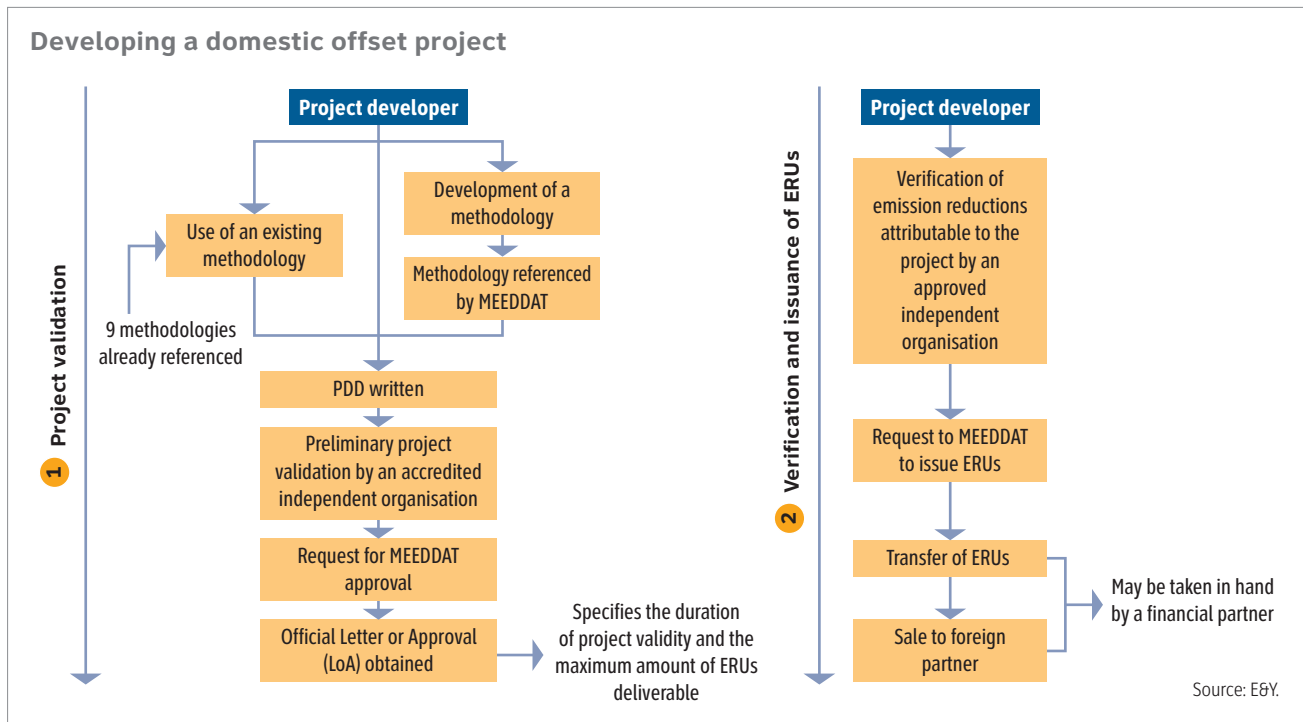 Developing a domestic offset project
1 Project validation
Project developer
Use of an existing
methodology
9 methodologies
already referenced
Development of a
methodology
Methodology referenced
by MEEDDAT
PDD written
Preliminary project
validation by an accredited
independent organisation
Request for MEEDDAT
approval
Official Letter or Approval
(LoA) obtained
Specifies the duration
of project validity and the
maximum amount of ERUs
deliverable
2 Verification and issuance of ERUs
Project developer
Verification of
emission reductions
attributable to the
project by an
approved
independent
organisation
Request to MEEDDAT
to issue ERUs
Transfer of ERUs
Sale to foreign
partner
May be taken in hand
by a financial partner
Source: E&Y.